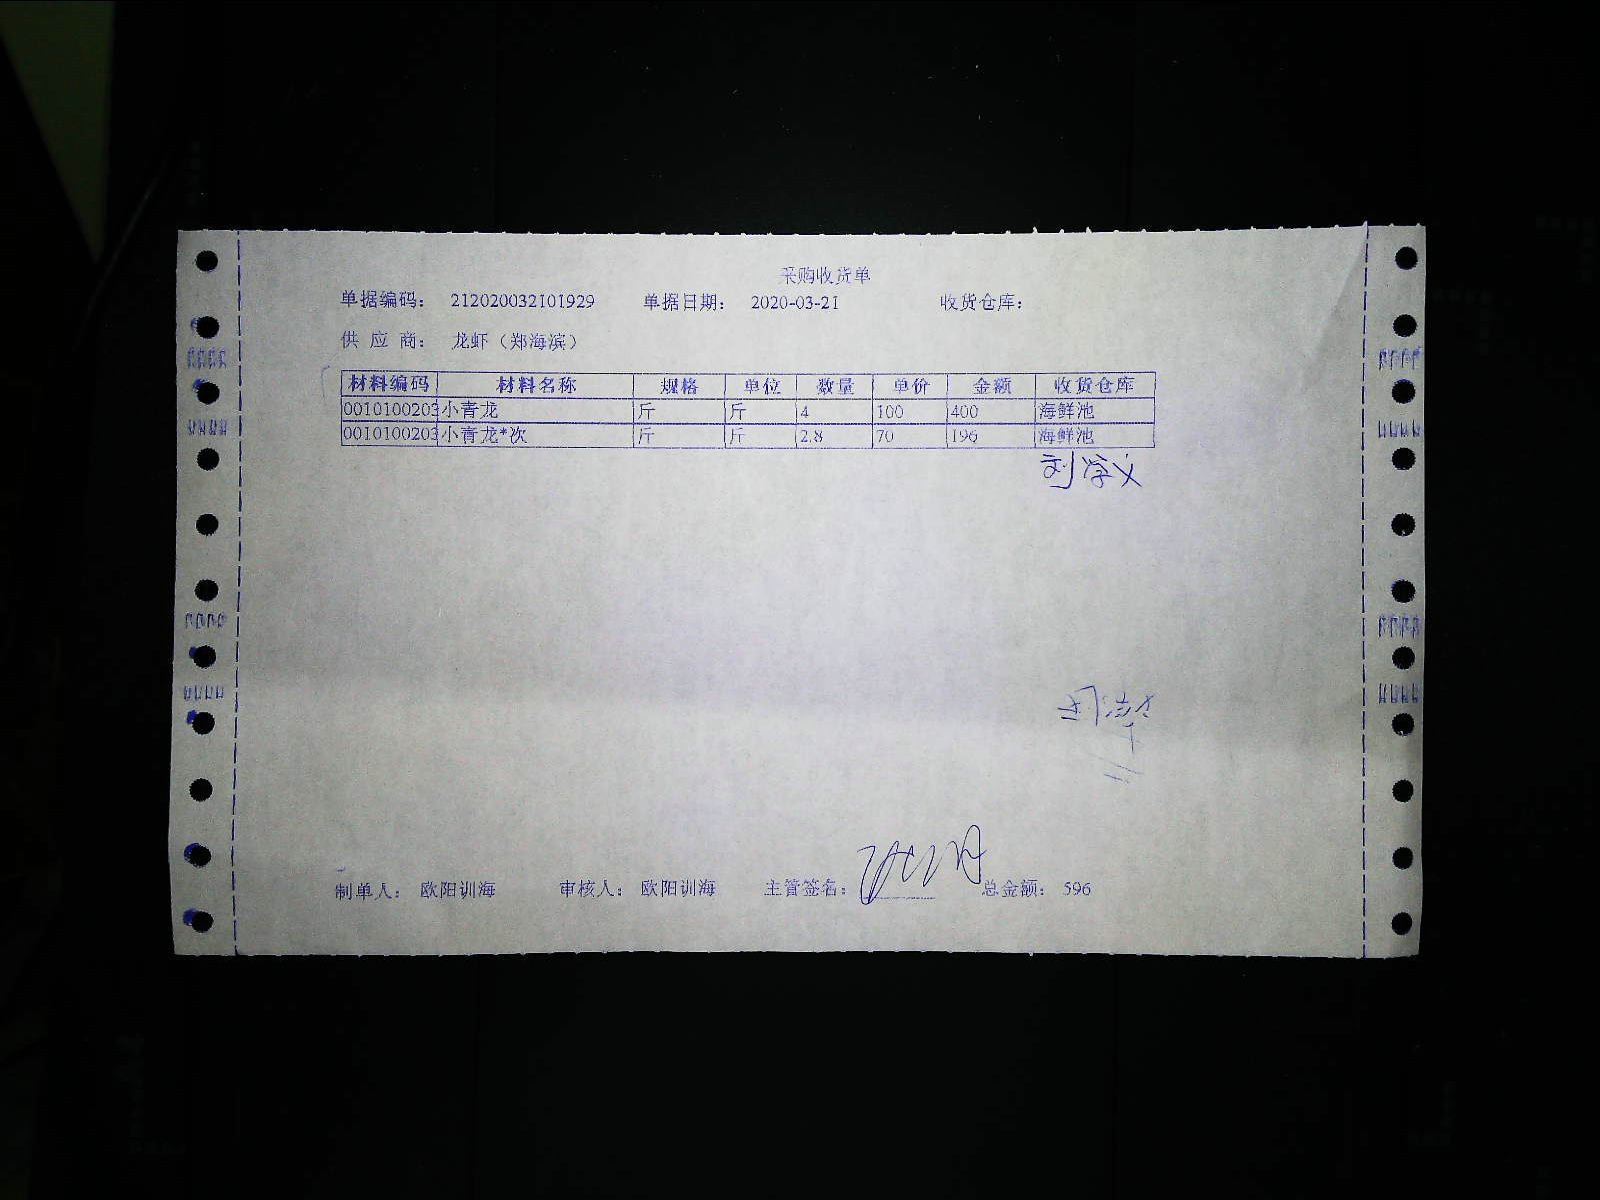 采购收货单
单据编码： 212020032101929 单据日期： 2020-03-21 收货仓库：
供 应 商： 龙虾（郑海滨）
材料编码 材料名称 规格 单位 数量 单价 金额 收货仓库
0010100203 小青龙 斤 斤 4 100 400 海鲜池
0010100203 小青龙*次 斤 斤 2.8 70 196 海鲜池
刘学义
制单人： 欧阳训海 审核人： 欧阳训海 主管签名： 总金额： 596